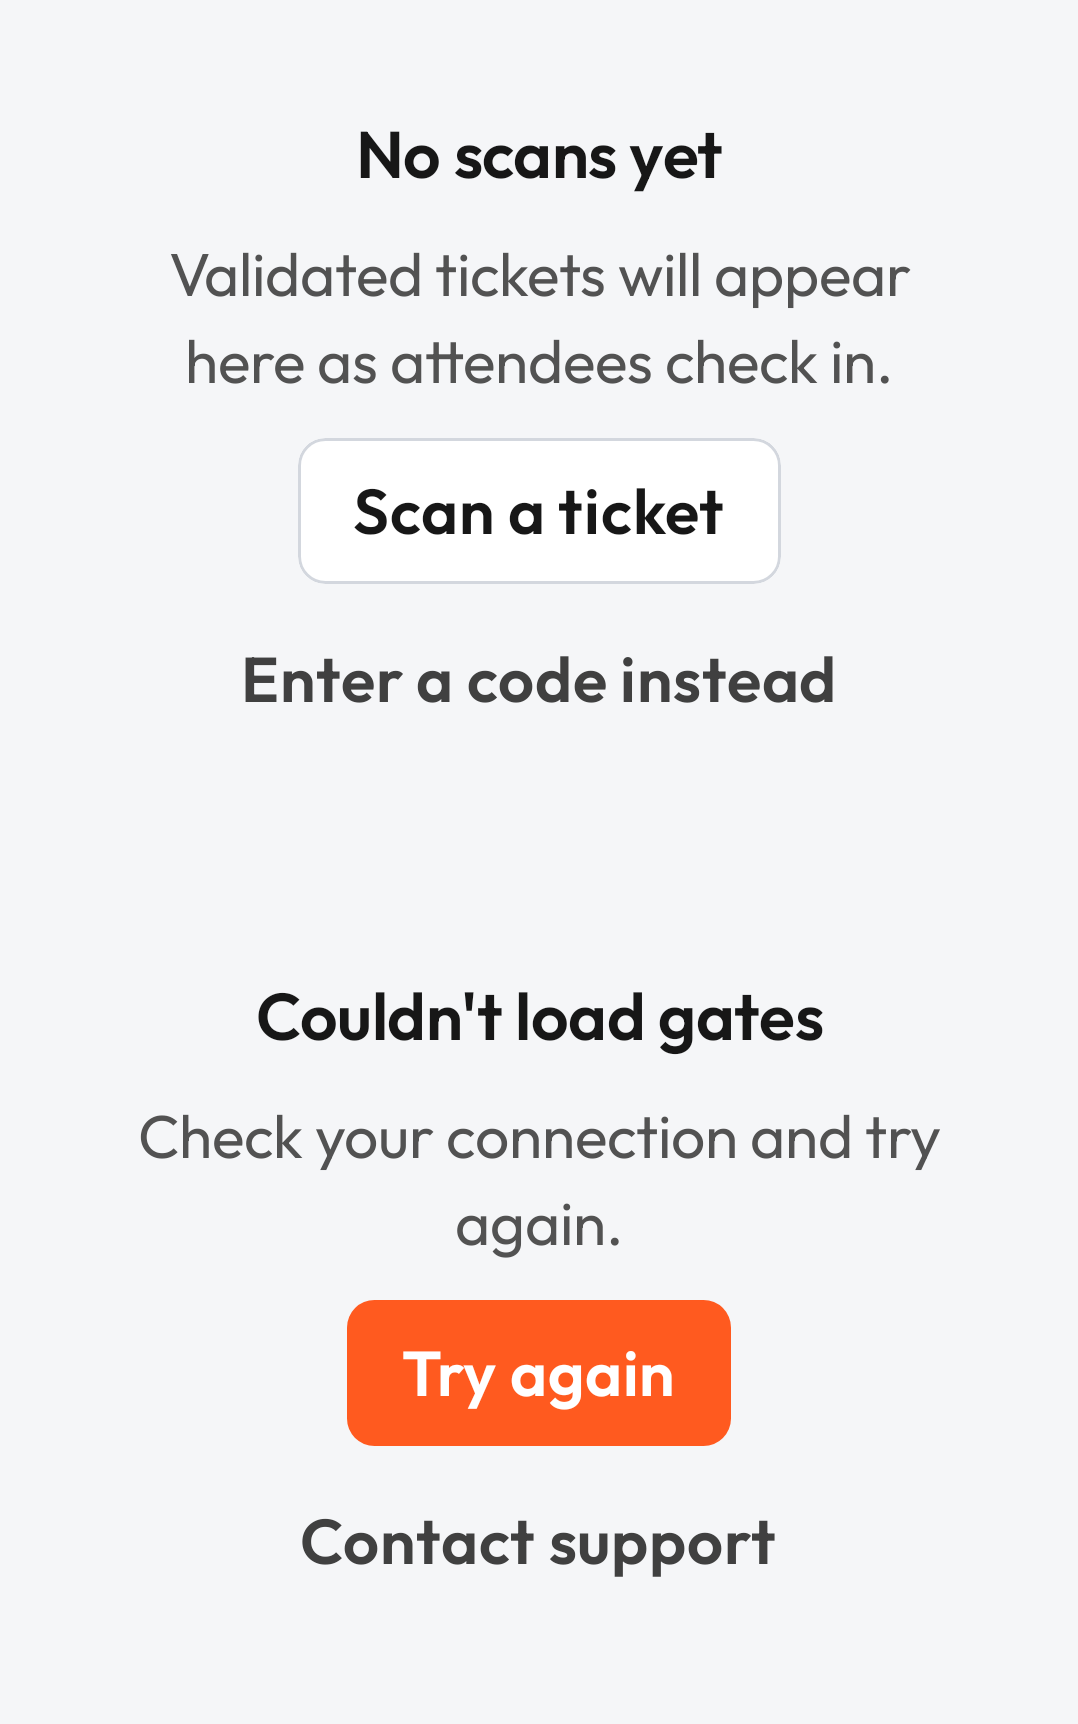 No scans yet
Validated tickets will appear
here as attendees check in.
Scan a ticket
Enter a code instead
Couldn't load gates
Check your connection and try
again.
Try again
Contact support